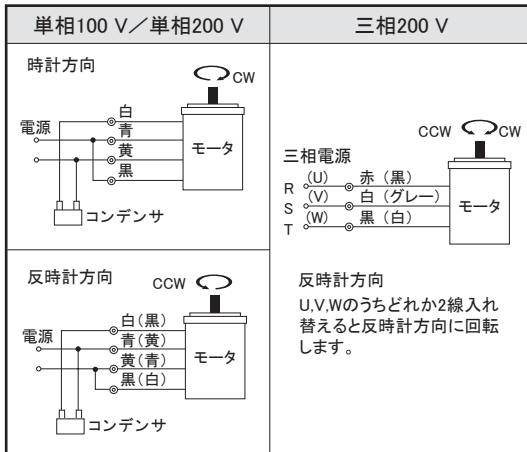 単相100 V／単相200 V
三相200 V
時計方向
CW
白
電源
青
黄
モータ
黒
コンデンサ
反時計方向
CCW
白(黒)
電源
青(黄)
黄(青)
モータ
黒(白)
コンデンサ
CCW
CW
三相電源
R (U) 赤（黒）
S (V) 白（グレー）
モータ
T (W) 黒（白）
反時計方向
U,V,Wのうちどれか2線入れ
替えると反時計方向に回転
します。